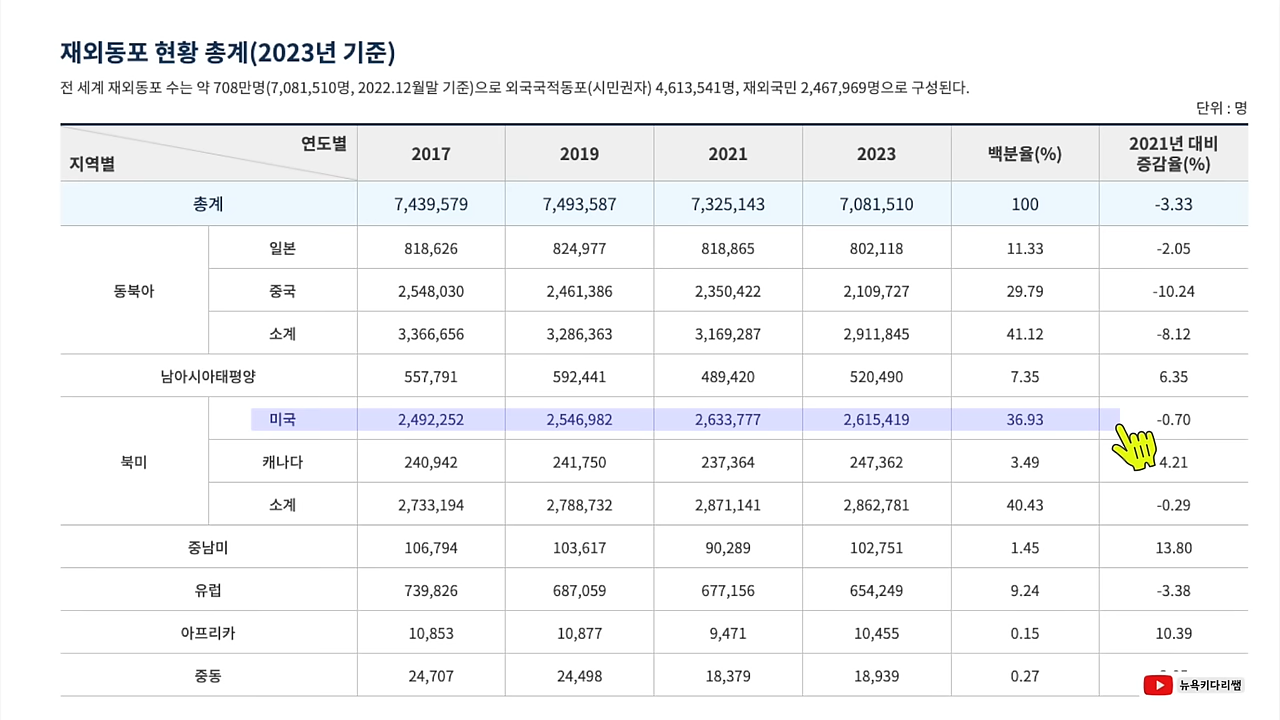 재외동포 현황 총계(2023년 기준)
전 세계 재외동포 수는 약 708만명(7,081,510명, 2022.12월말 기준)으로 외국국적동포(시민권자) 4,613,541명, 재외국민 2,467,969명으로 구성된다.
단위 : 명
지역별 연도별 2017 2019 2021 2023 백분율(%) 2021년 대비
증감율(%)
총계 7,439,579 7,493,587 7,325,143 7,081,510 100 -3.33
동북아 일본 818,626 824,977 818,865 802,118 11.33 -2.05
중국 2,548,030 2,461,386 2,350,422 2,109,727 29.79 -10.24
소계 3,366,656 3,286,363 3,169,287 2,911,845 41.12 -8.12
남아시아태평양 557,791 592,441 489,420 520,490 7.35 6.35
북미 미국 2,492,252 2,546,982 2,633,777 2,615,419 36.93 -0.70
캐나다 240,942 241,750 237,364 247,362 3.49 4.21
소계 2,733,194 2,788,732 2,871,141 2,862,781 40.43 -0.29
중남미 106,794 103,617 90,289 102,751 1.45 13.80
유럽 739,826 687,059 677,156 654,249 9.24 -3.38
아프리카 10,853 10,877 9,471 10,455 0.15 10.39
중동 24,707 24,498 18,379 18,939 0.27
뉴욕키다리쌤